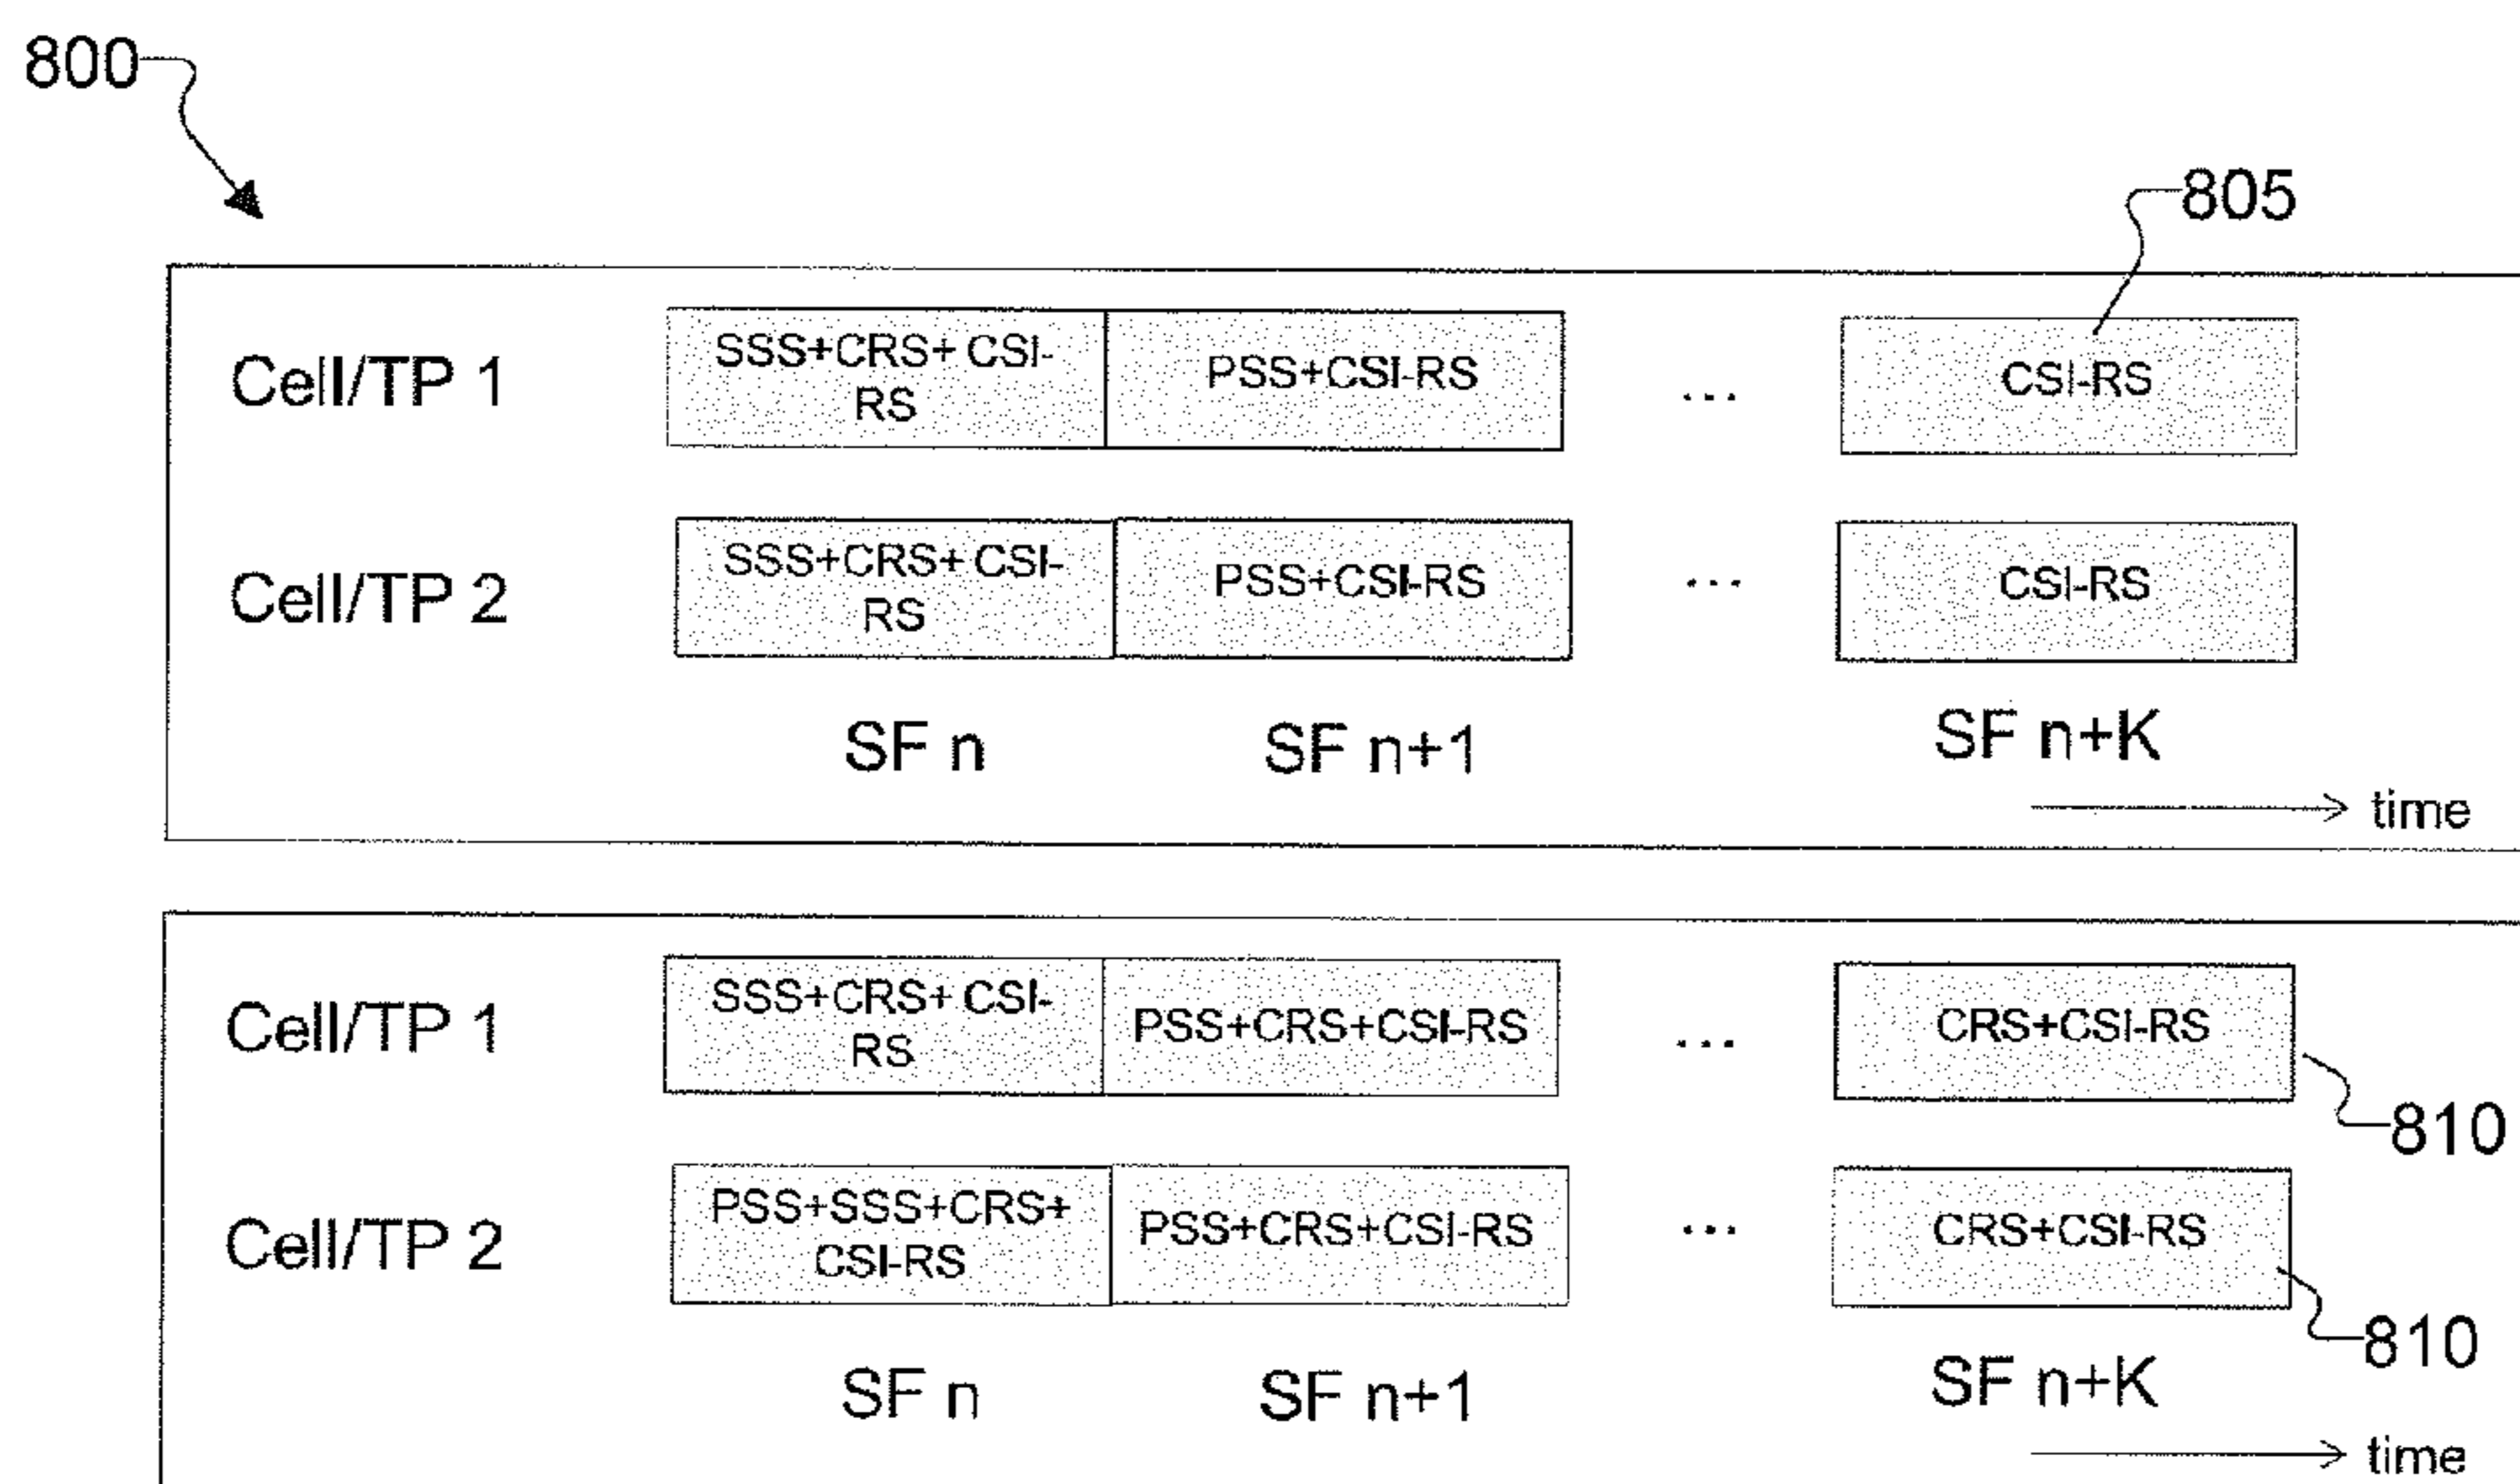 800
805
Cell/TP 1
SSS+CRS+ CSI-
RS
PSS+CSI-RS
...
CSI-RS
Cell/TP 2
SSS+CRS+ CSI-
RS
PSS+CSI-RS
...
CSI-RS
SF n
SF n+1
SF n+K
time
Cell/TP 1
SSS+CRS+ CSI-
RS
PSS+CRS+CSI-RS
...
CRS+CSI-RS
810
Cell/TP 2
PSS+SSS+CRS+
CSI-RS
PSS+CRS+CSI-RS
...
CRS+CSI-RS
810
SF n
SF n+1
SF n+K
time